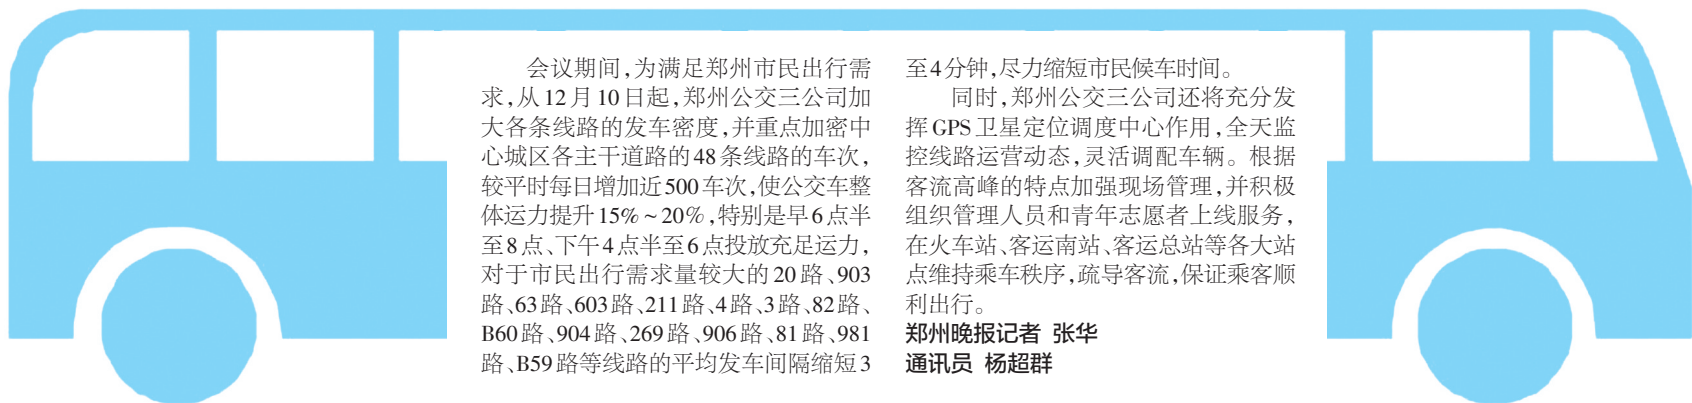 会议期间,为满足郑州市民出行需
求,从12月10日起,郑州公交三公司加
大各条线路的发车密度,并重点加密中
心城区各主干道路的48条线路的车次,
较平时每日增加近500车次,使公交车整
体运力提升15%~20%,特别是早6点半
至8点、下午4点半至6点投放充足运力,
对于市民出行需求量较大的20路、903
路、63路、603路、211路、4路、3路、82路、
B60路、904路、269路、906路、81路、981
路、B59路等线路的平均发车间隔缩短3
至4分钟,尽力缩短市民候车时间。
同时,郑州公交三公司还将充分发
挥GPS卫星定位调度中心作用,全天监
控线路运营动态,灵活调配车辆。根据
客流高峰的特点加强现场管理,并积极
组织管理人员和青年志愿者上线服务,
在火车站、客运南站、客运总站等各大站
点维持乘车秩序,疏导客流,保证乘客顺
利出行。
郑州晚报记者 张华
通讯员 杨超群